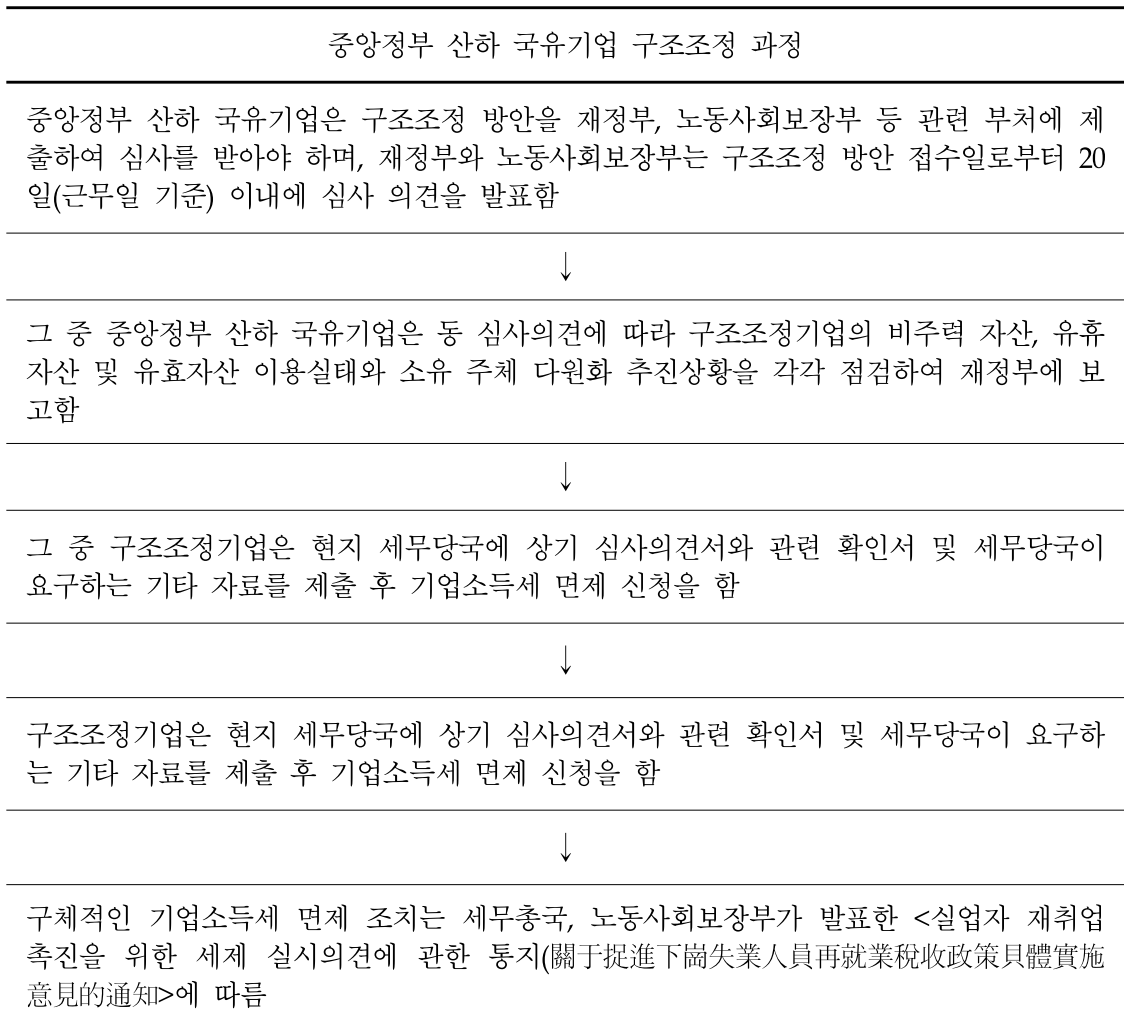 중앙정부 산하 국유기업 구조조정 과정
중앙정부 산하 국유기업은 구조조정 방안을 재정부, 노동사회보장부 등 관련 부처에 제
출하여 심사를 받아야 하며, 재정부와 노동사회보장부는 구조조정 방안 접수일로부터 20
일(근무일 기준) 이내에 심사 의견을 발표함
↓
그 중 중앙정부 산하 국유기업은 동 심사의견에 따라 구조조정기업의 비주력 자산, 유휴
자산 및 유효자산 이용실태와 소유 주체 다원화 추진상황을 각각 점검하여 재정부에 보
고함
↓
그 중 구조조정기업은 현지 세무당국에 상기 심사의견서와 관련 확인서 및 세무당국이
요구하는 기타 자료를 제출 후 기업소득세 면제 신청을 함
↓
구조조정기업은 현지 세무당국에 상기 심사의견서와 관련 확인서 및 세무당국이 요구하
는 기타 자료를 제출 후 기업소득세 면제 신청을 함
↓
구체적인 기업소득세 면제 조치는 세무총국, 노동사회보장부가 발표한 <실업자 재취업
촉진을 위한 세제 실시의견에 관한 통지(關于捉進下崗失業人員再就業稅收政策貝體實施
意見的通知>에 따름